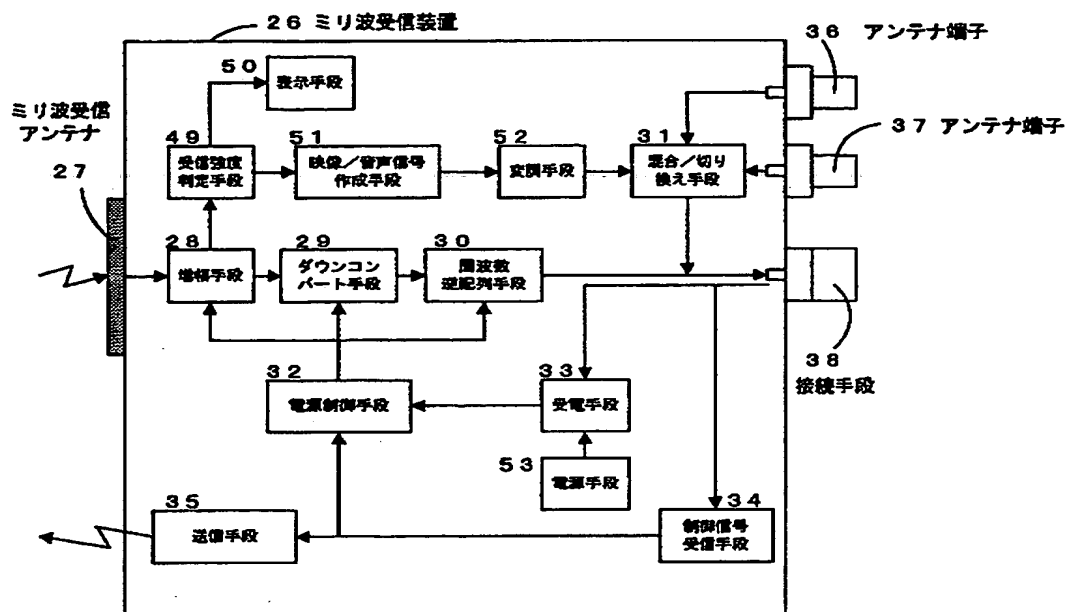 26 ミリ波受信装置
36 アンテナ端子
50
表示手段
ミリ波受信
アンテナ
27
49
受信強度
判定手段
51
映像/音声信号
作成手段
52
変調手段
31
混合/切り
換え手段
37 アンテナ端子
28
増幅手段
29
ダウンコン
バート手段
30
周波数
逆配列手段
38
接続手段
32
電源制御手段
33
受電手段
53
電源手段
35
送信手段
34
制御信号
受信手段